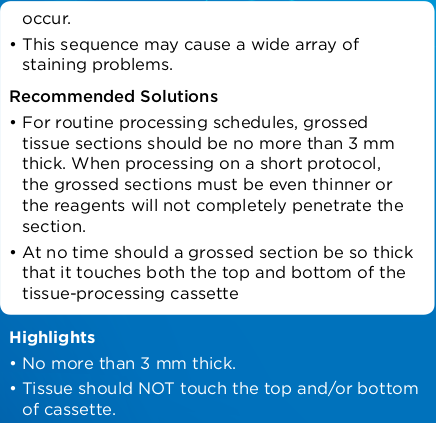 occur.
• This sequence may cause a wide array of
staining problems.
Recommended Solutions
• For routine processing schedules, grossed
tissue sections should be no more than 3 mm
thick. When processing on a short protocol,
the grossed sections must be even thinner or
the reagents will not completely penetrate the
section.
• At no time should a grossed section be so thick
that it touches both the top and bottom of the
tissue-processing cassette
Highlights
• No more than 3 mm thick.
• Tissue should NOT touch the top and/or bottom
of cassette.